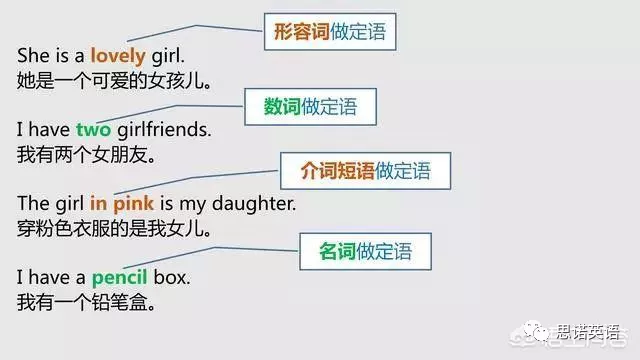 形容词做定语
She is a lovely girl.
她是一个可爱的女孩儿。
数词做定语
I have two girlfriends.
我有两个女朋友。
介词短语做定语
The girl in pink is my daughter.
穿粉色衣服的是我女儿。
名词做定语
I have a pencil box.
我有一个铅笔盒。
思诺英语